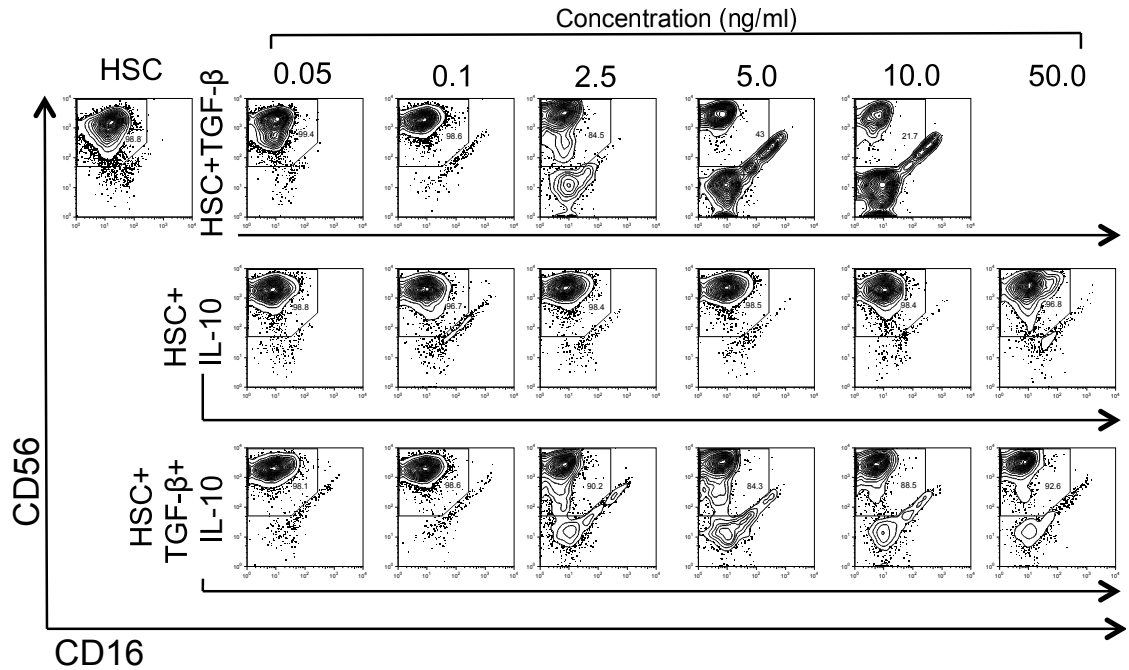 Concentration (ng/ml)
HSC 0.05 0.1 2.5 5.0 10.0 50.0
HSC+TGF-β
98.8 99.4 98.6 84.5 43 21.7
HSC+
IL-10
98.8 96.7 98.4 98.5 98.4 96.8
HSC+
TGF-β+
IL-10
98.1 98.6 90.2 84.3 88.5 92.6
CD56
CD16